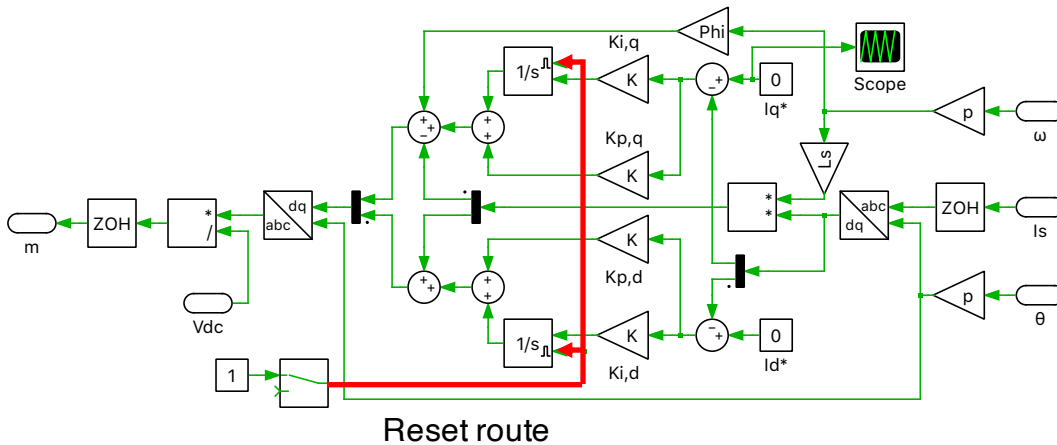 Phi
Ki,q
1/s
K
0
Scope
Iq*
p
ω
Kp,q
K
Ls
m
ZOH
*
/
dq
abc
*
*
abc
dq
ZOH
Is
K
Kp,d
p
θ
Vdc
1/s
K
0
Id*
Ki,d
1
Reset route